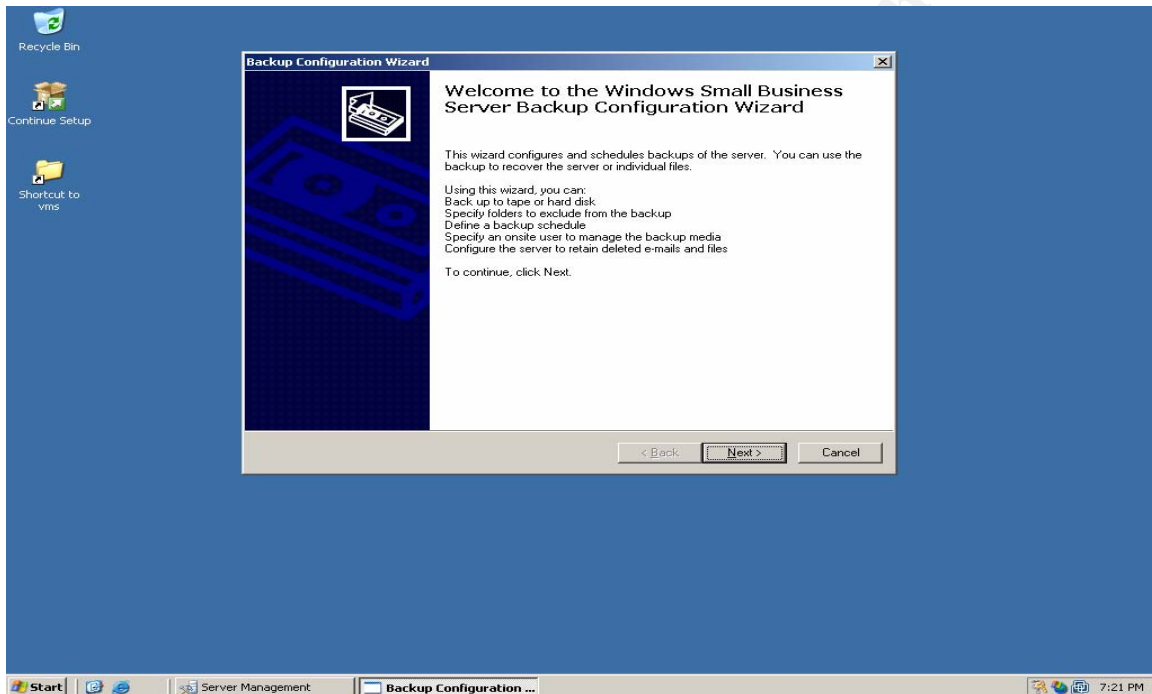 Recycle Bin
Continue Setup
Shortcut to
vms
Backup Configuration Wizard
Welcome to the Windows Small Business
Server Backup Configuration Wizard
This wizard configures and schedules backups of the server. You can use the
backup to recover the server or individual files.
Using this wizard, you can:
Back up to tape or hard disk
Specify folders to exclude from the backup
Define a backup schedule
Specify an onsite user to manage the backup media
Configure the server to retain deleted e-mails and files
To continue, click Next.
< Back Next > Cancel
Start Server Management Backup Configuration ... 7:21 PM